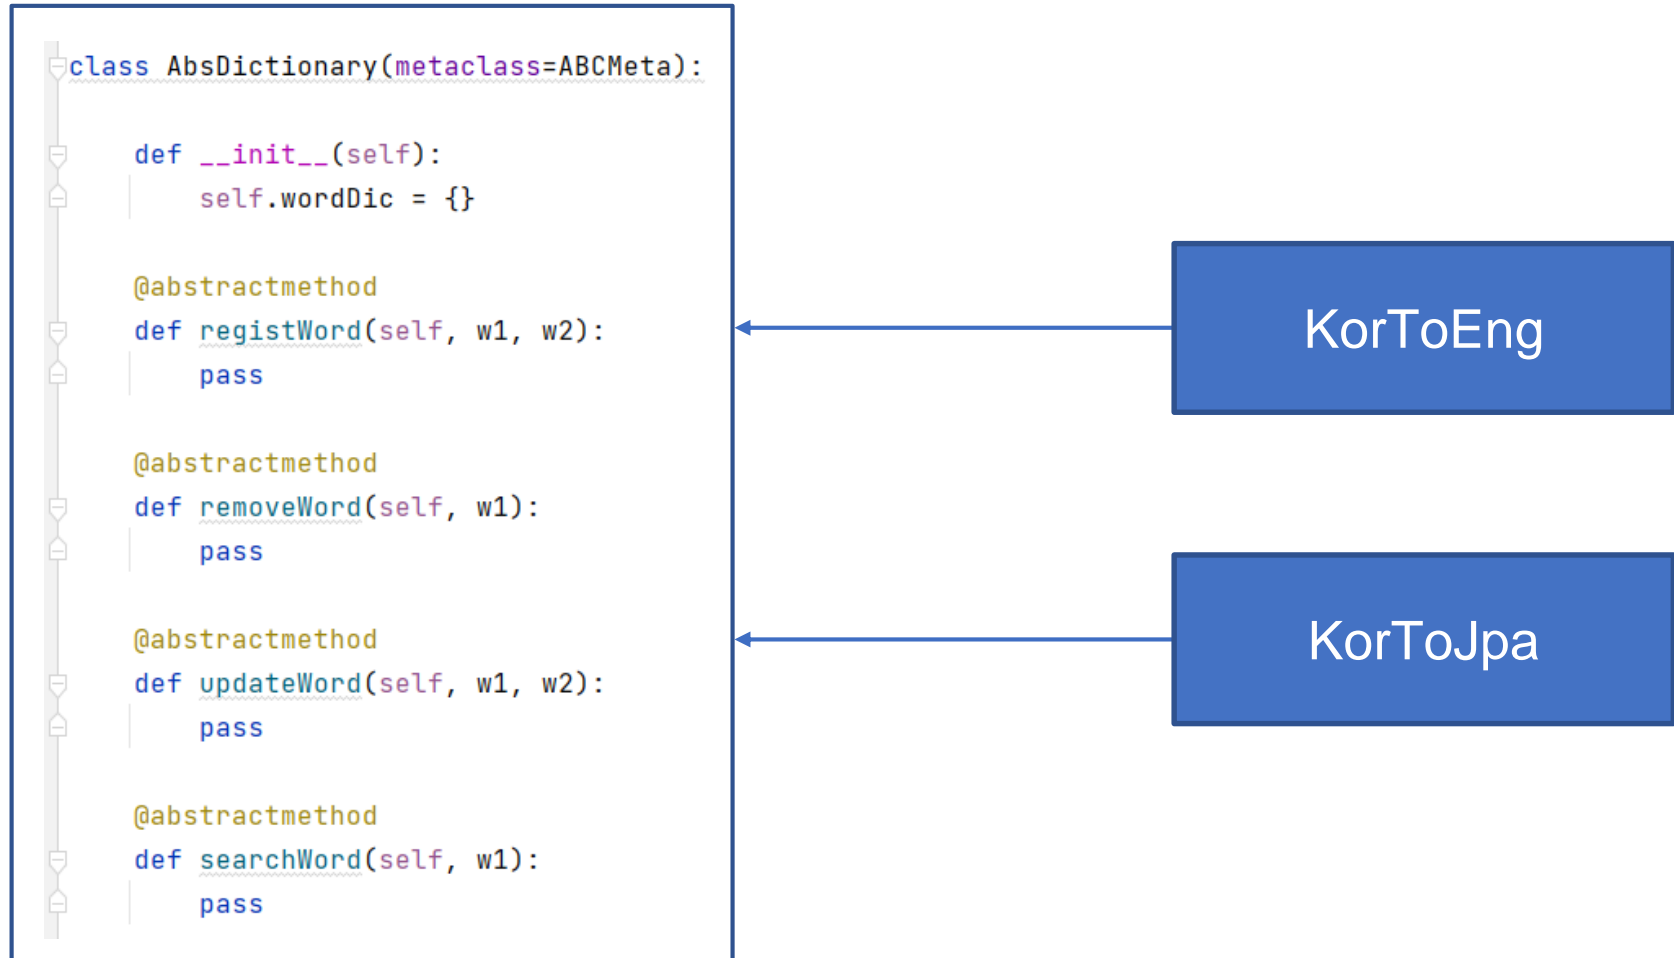 class AbsDictionary(metaclass=ABCMeta):
def __init__(self):
self.wordDic = {}
@abstractmethod
def registWord(self, w1, w2):
pass
@abstractmethod
def removeWord(self, w1):
pass
@abstractmethod
def updateWord(self, w1, w2):
pass
@abstractmethod
def searchWord(self, w1):
pass
KorToEng
KorToJpa